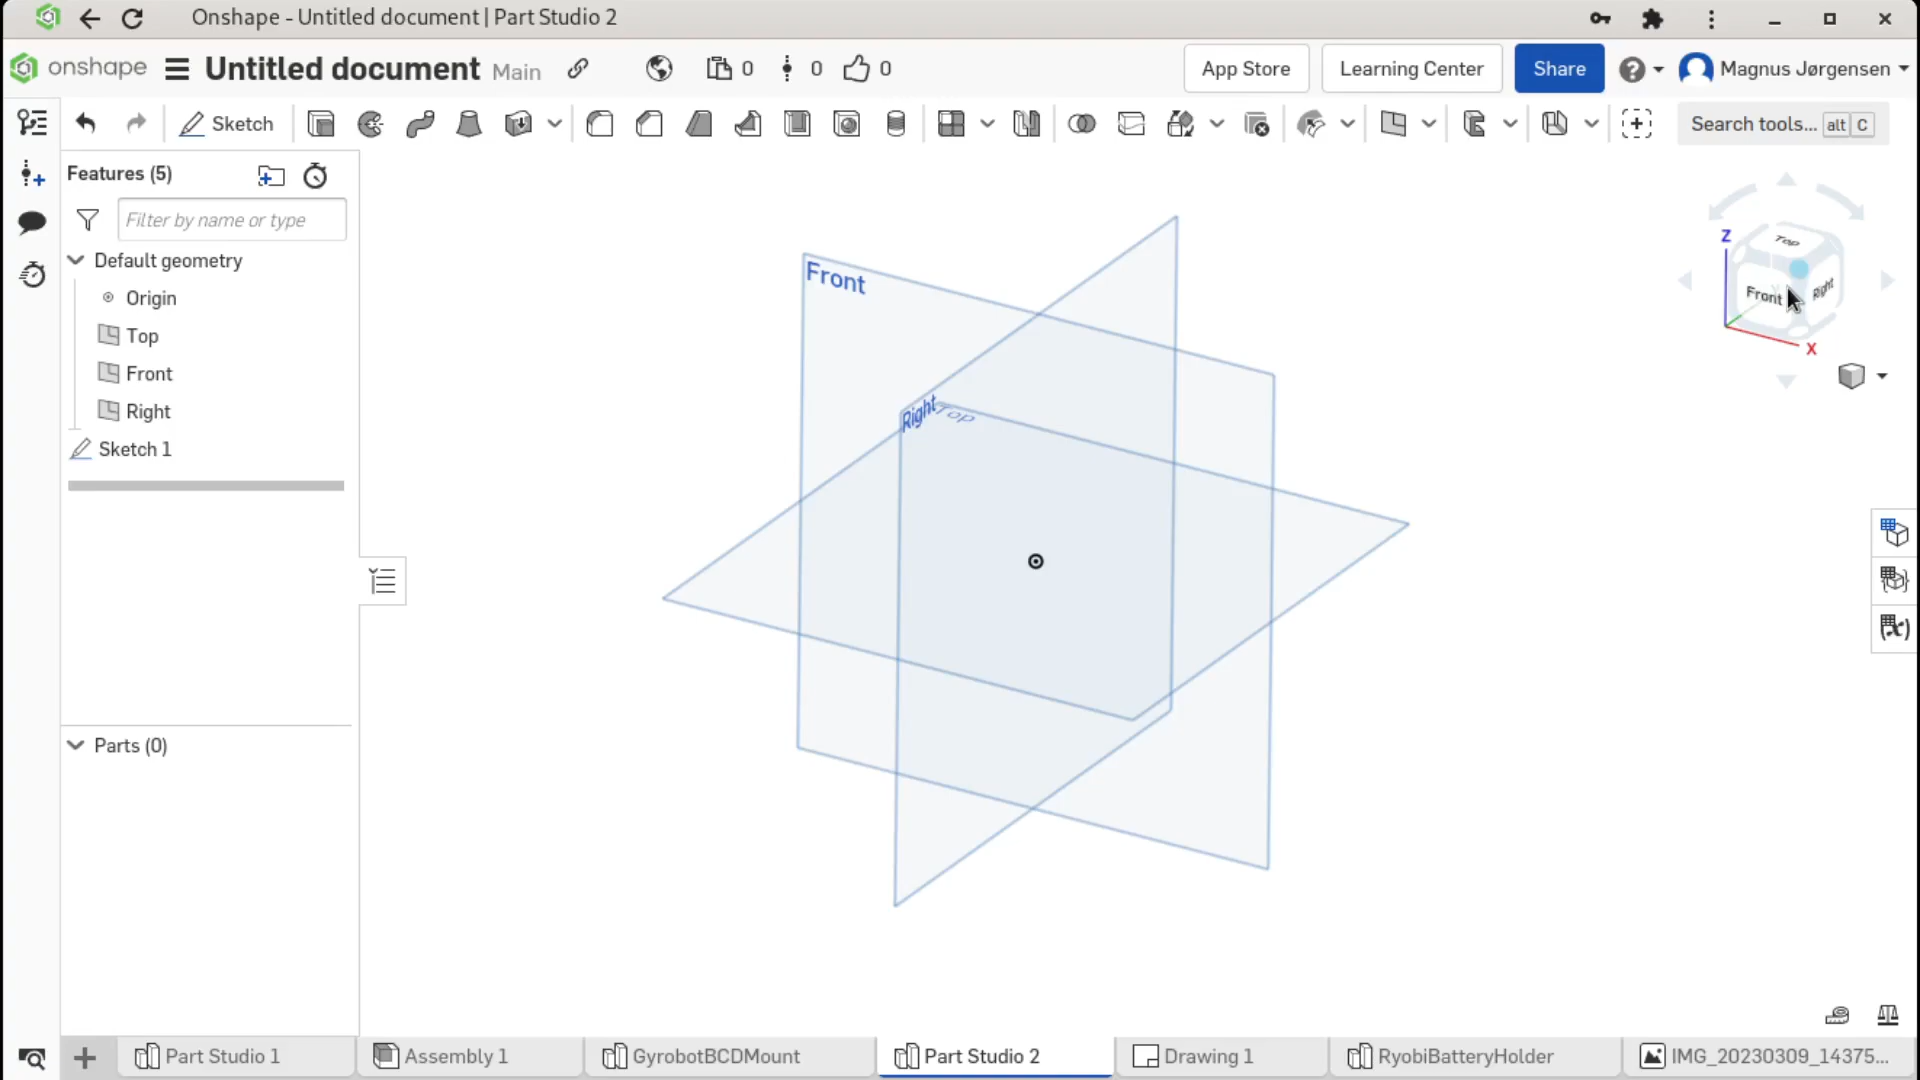 Onshape - Untitled document | Part Studio 2
onshape Untitled document Main 0 0 0 App Store Learning Center Share Magnus Jørgensen
Sketch Search tools... alt C
Features (5)
Filter by name or type
Default geometry
Origin
Top
Front
Right
Sketch 1
Parts (0)
Front
Right
Top
Z
Top
Front
Right
X
Part Studio 1 Assembly 1 GyrobotBCDMount Part Studio 2 Drawing 1 RyobiBatteryHolder IMG_20230309_14375...